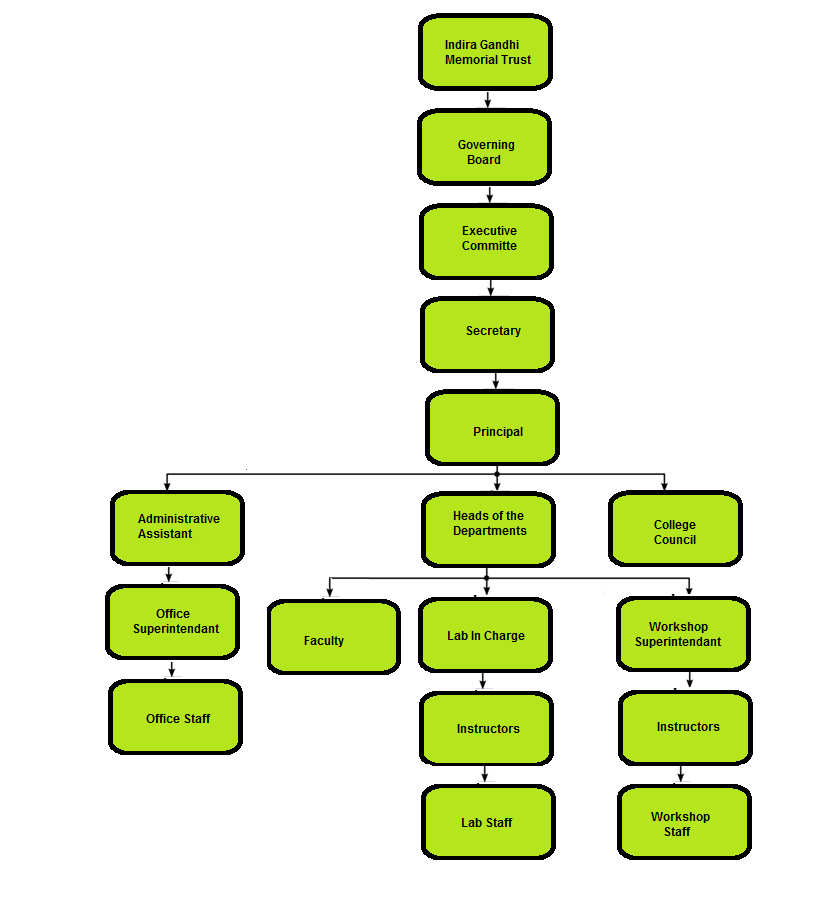 Indira Gandhi
Memorial Trust
Governing
Board
Executive
Committe
Secretary
Principal
Administrative
Assistant
Heads of the
Departments
College
Council
Office
Superintendant
Faculty
Lab In Charge
Workshop
Superintendant
Office Staff
Instructors
Instructors
Lab Staff
Workshop
Staff